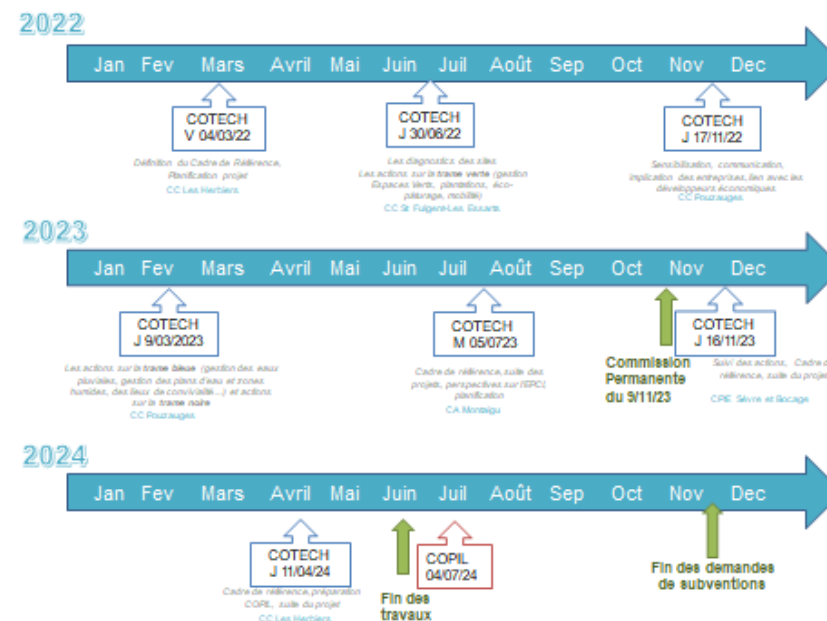 2022
Jan Fev Mars Avril Mai Juin Juil Août Sep Oct Nov Dec
COTECH
V 04/03/22
Définition du Cadre de Référence,
Planification projet
CC Les Herbiers
COTECH
J 30/06/22
Les diagnostics des sites
Les actions sur la trame verte (gestion
Espaces Verts, plantations, éco-
pâturage, mobilité)
CC St Fulgent-Les Essarts
COTECH
J 17/11/22
Sensibilisation, communication,
implication des entreprises, lien avec les
développeurs économiques
CC Pouzauges
2023
Jan Fev Mars Avril Mai Juin Juil Août Sep Oct Nov Dec
COTECH
J 9/03/2023
Les actions sur la trame bleue (gestion des eaux
pluviales, gestion des plans d'eau et zones
humides, des lieux de convivialité...) et actions
sur la trame noire
CC Pouzauges
COTECH
M 05/0723
Cadre de référence, suite des
projets, perspectives sur l'EPCI,
planification
CA Montaigu
Commission
Permanente
du 9/11/23
COTECH
J 16/11/23
Suivi des actions, Cadre d
référence, suite du projet
CPIE Sèvre et Bocage
2024
Jan Fev Mars Avril Mai Juin Juil Août Sep Oct Nov Dec
COTECH
J 11/04/24
Cadre de référence, préparation
COPIL, suite du projet
CC Les Herbiers
Fin des
travaux
COPIL
04/07/24
Fin des demandes
de subventions